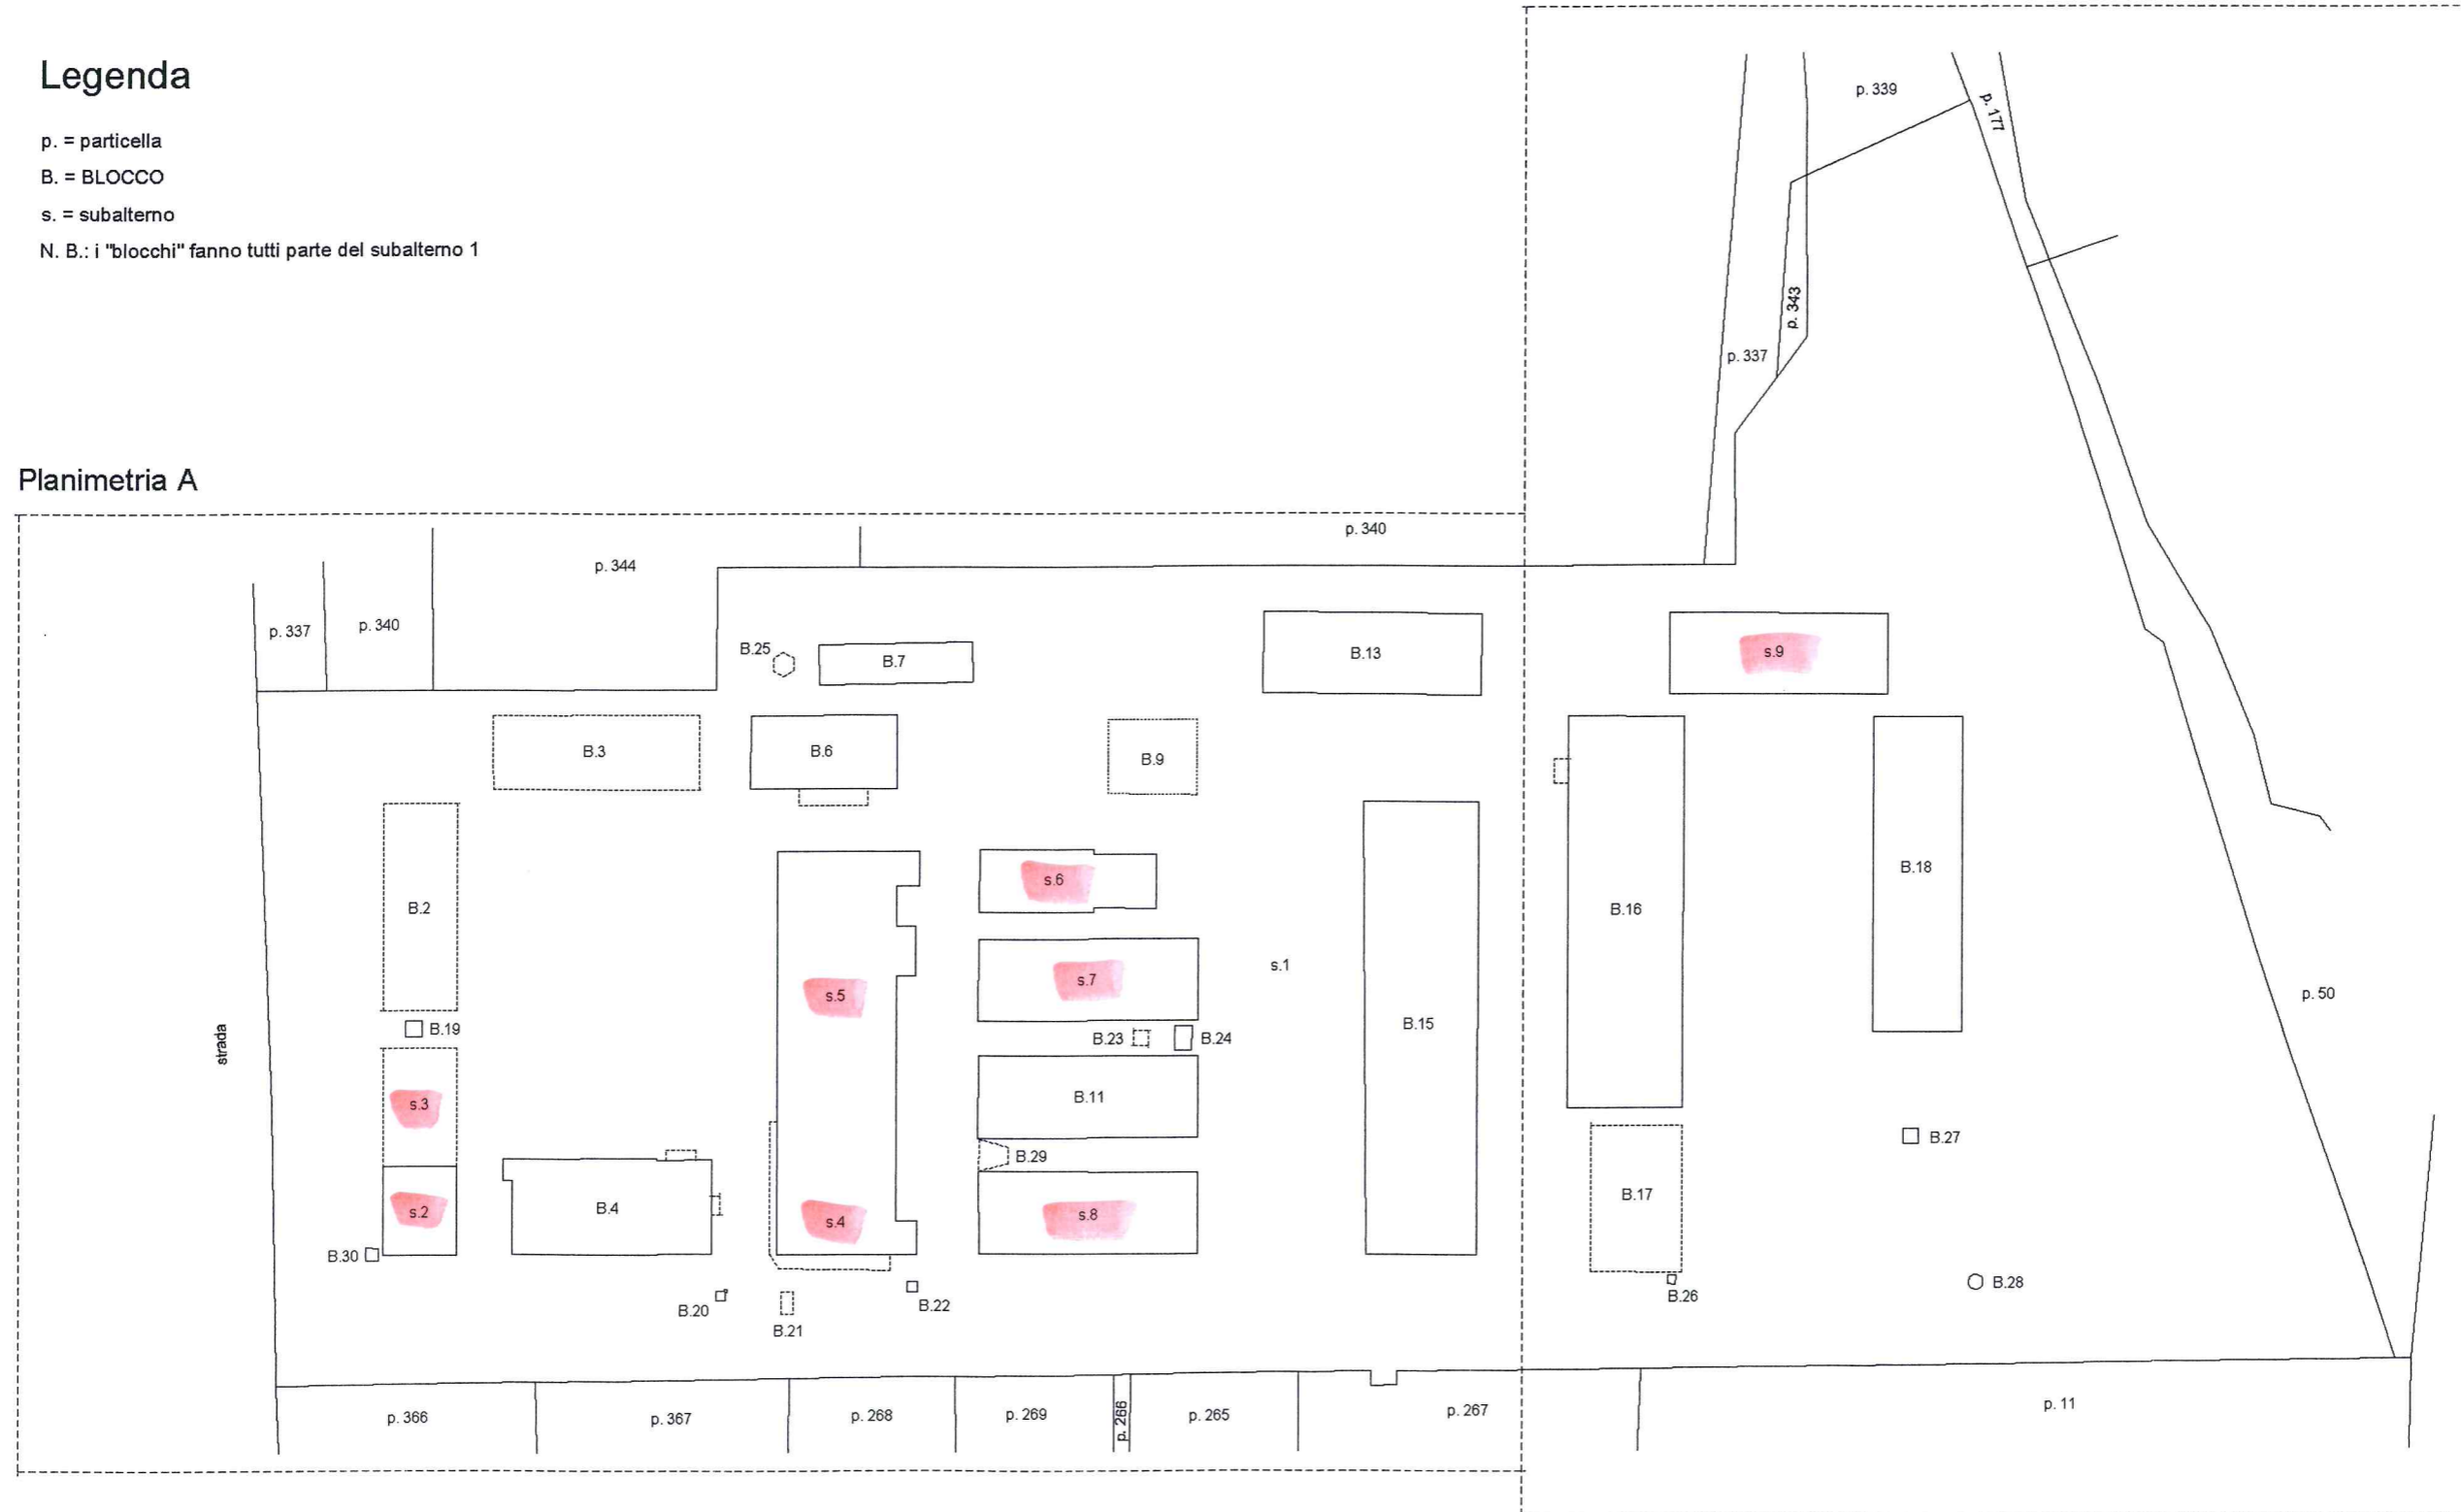 Legenda
p. = particella
B. = BLOCCO
s. = subalterno
N. B.: i "blocchi" fanno tutti parte del subalterno 1
p. 339
p. 177
p. 343
p. 337
Planimetria A
p. 340
p. 344
p. 337
p. 340
B.25
B.7
B.13
s.9
B.3
B.6
B.9
B.18
s.6
B.2
B.16
s.7
s.1
s.5
p. 50
B.15
B.19
B.23
B.24
strada
s.3
B.11
B.27
B.29
B.17
s.2
B.4
s.4
s.8
B.30
B.28
B.26
B.20
B.22
B.21
p. 366
p. 367
p. 268
p. 269
p. 266
p. 265
p. 267
p. 11